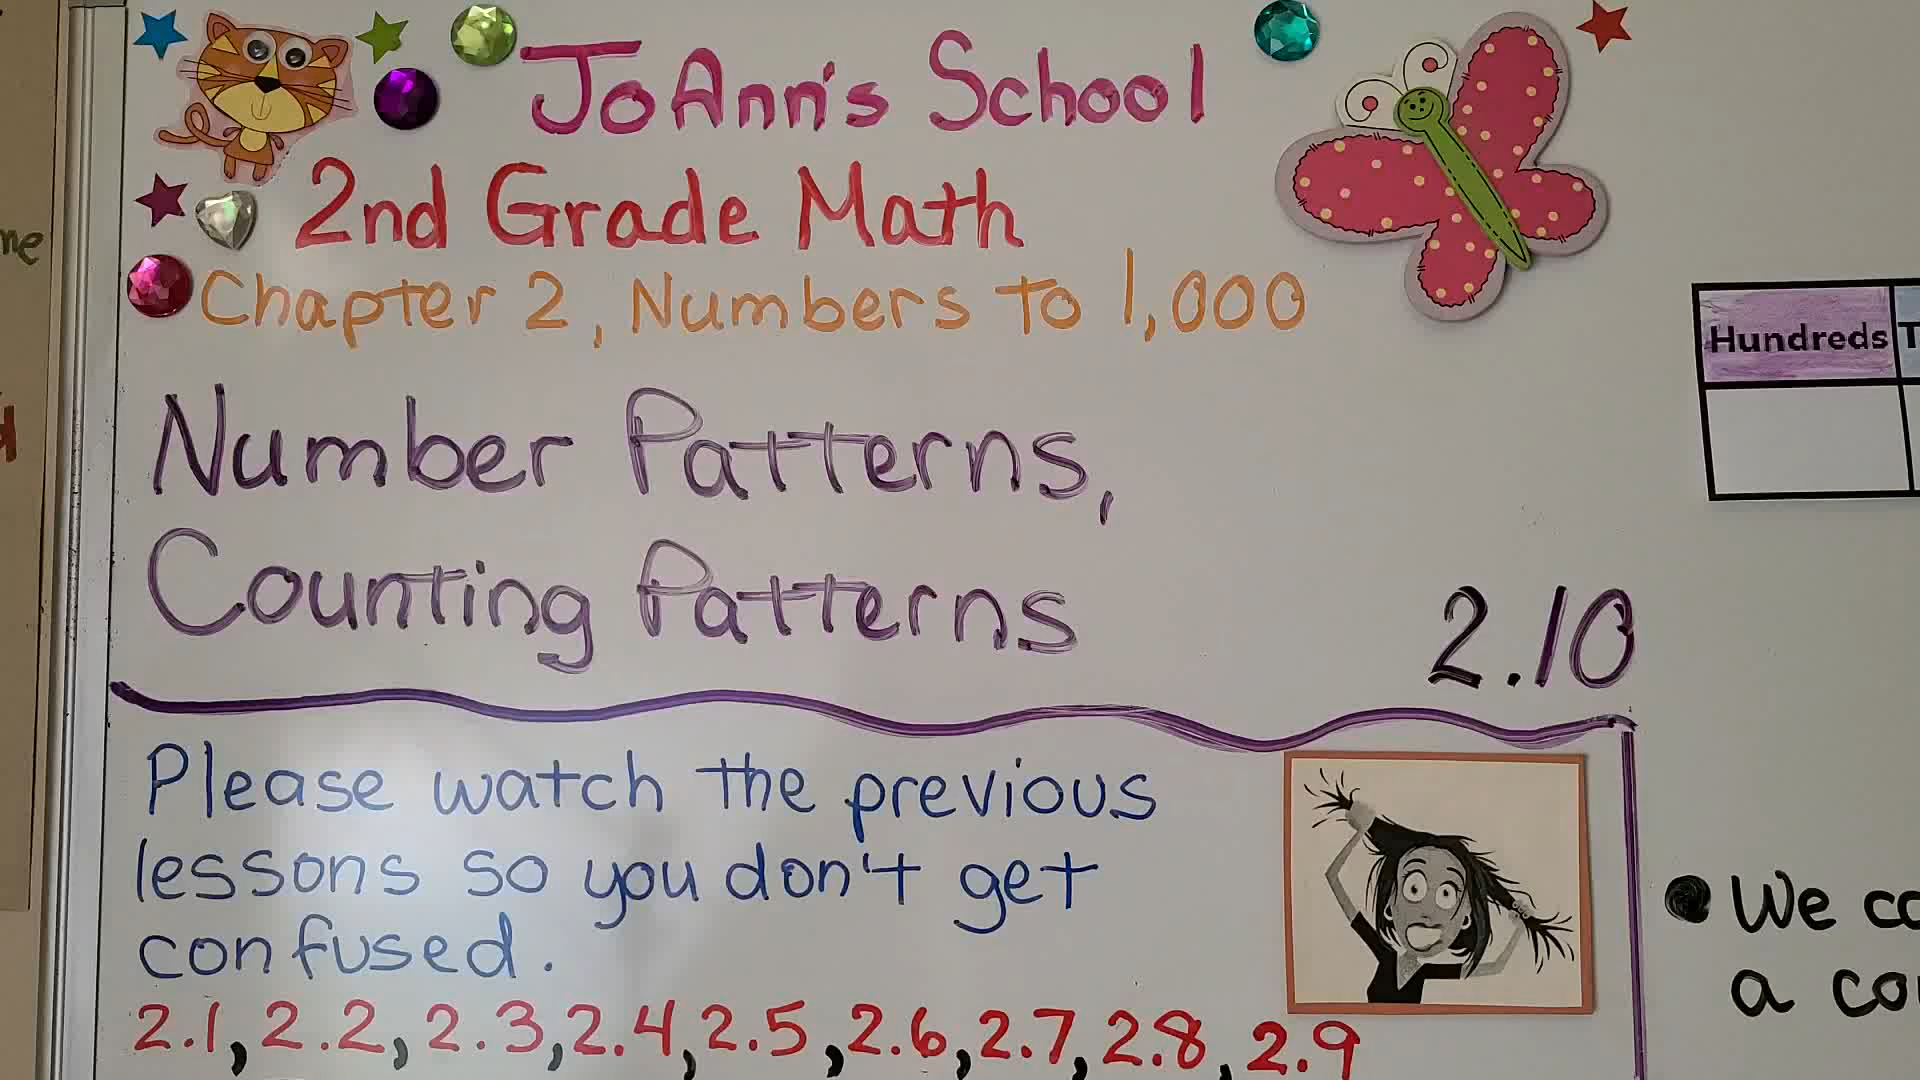 JoAnn's School
2nd Grade Math
Chapter 2, Numbers to 1,000
Number Patterns,
Counting Patterns
2.10
Please watch the previous
lessons so you don't get
confused.
2.1, 2.2, 2.3, 2.4, 2.5, 2.6, 2.7, 2.8, 2.9
Hundreds
We
a